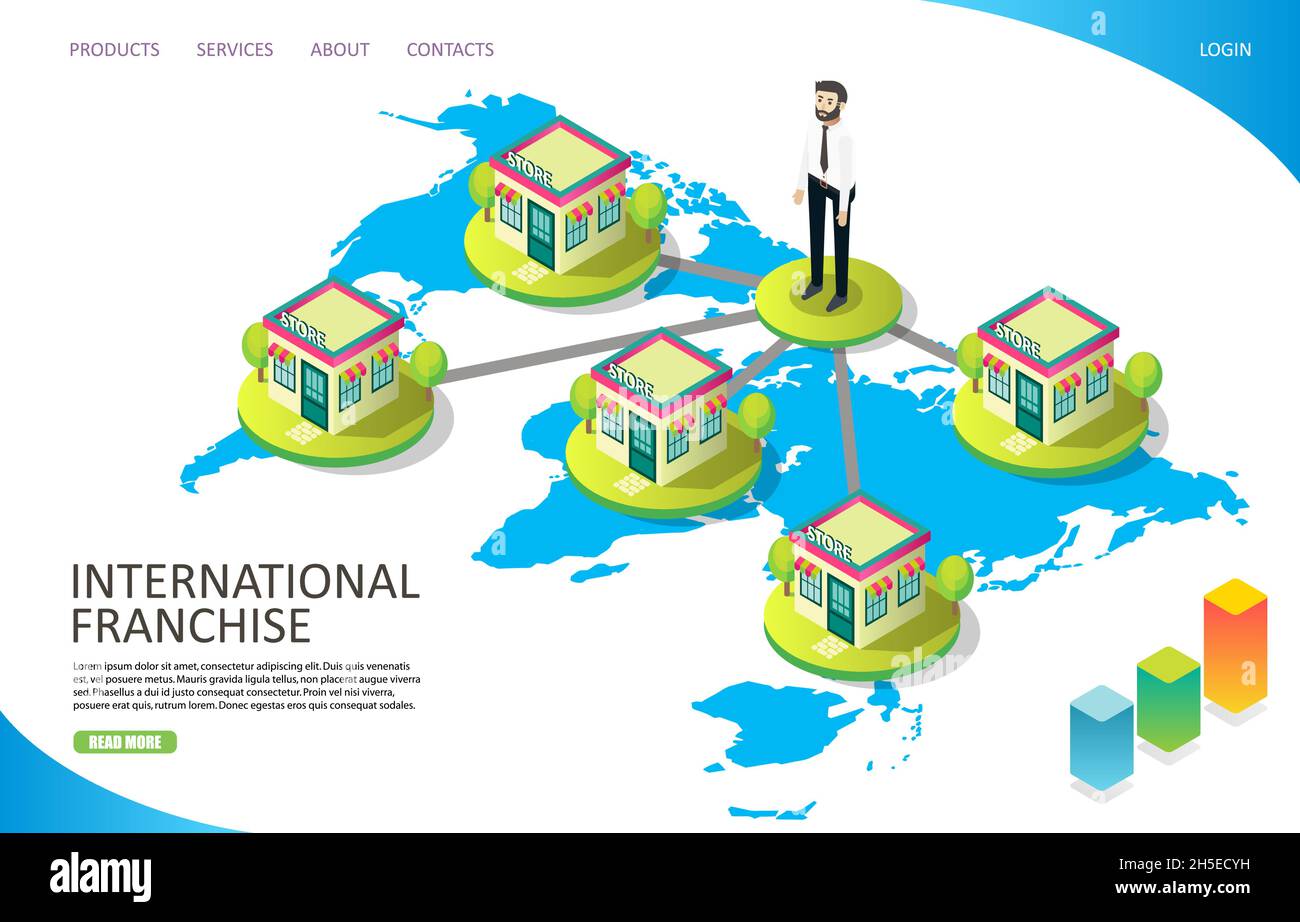 PRODUCTS SERVICES ABOUT CONTACTS LOGIN
STORE
STORE
STORE
STORE
STORE
INTERNATIONAL
FRANCHISE
Lorem ipsum dolor sit amet, consectetur adipiscing elit. Duis quis venenatis
est, vel posuere metus. Mauris gravida ligula tellus, non placerat augue viverra
sed. Phasellus a dui id justo consequat consectetur. Proin vel nisi viverra,
posuere erat quis, rutrum lorem. Donec egestas eros quis consequat sodales.
READ MORE
alamy
alamy
a
a
alamy
Image ID: 2H5ECYH
www.alamy.com